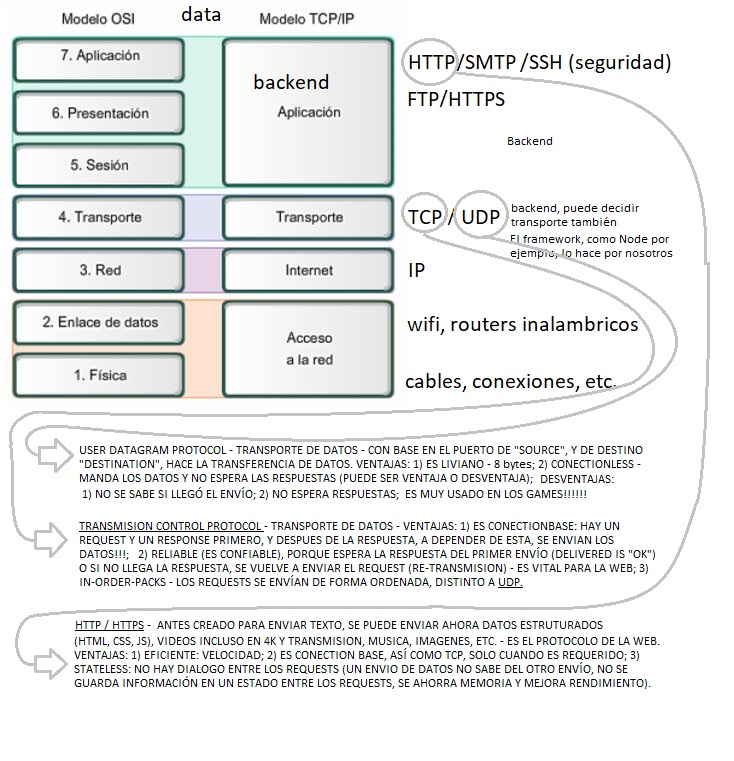 Modelo OSI
data
Modelo TCP/IP
7. Aplicación
6. Presentación
5. Sesión
backend
Aplicación
HTTP/SMTP /SSH (seguridad)
FTP/HTTPS
Backend
4. Transporte
Transporte
TCP / UDP
backend, puede decidir
transporte también
El framework, como Node por
ejemplo, lo hace por nosotros
3. Red
Internet
IP
2. Enlace de datos
1. Física
Acceso
a la red
wifi, routers inalambricos
cables, conexiones, etc.
USER DATAGRAM PROTOCOL - TRANSPORTE DE DATOS - CON BASE EN EL PUERTO DE "SOURCE", Y DE DESTINO
"DESTINATION", HACE LA TRANSFERENCIA DE DATOS. VENTAJAS: 1) ES LIVIANO - 8 bytes; 2) CONECTIONLESS -
MANDA LOS DATOS Y NO ESPERA LAS RESPUESTAS (PUEDE SER VENTAJA O DESVENTAJA); DESVENTAJAS:
1) NO SE SABE SI LLEGÓ EL ENVÍO; 2) NO ESPERA RESPUESTAS; ES MUY USADO EN LOS GAMES!!!!!!
TRANSMISION CONTROL PROTOCOL - TRANSPORTE DE DATOS - VENTAJAS: 1) ES CONECTIONBASE: HAY UN
REQUEST Y UN RESPONSE PRIMERO, Y DESPUES DE LA RESPUESTA, A DEPENDER DE ESTA, SE ENVIAN LOS
DATOS!!!; 2) RELIABLE (ES CONFIABLE), PORQUE ESPERA LA RESPUESTA DEL PRIMER ENVÍO (DELIVERED IS "OK")
O SI NO LLEGA LA RESPUESTA, SE VUELVE A ENVIAR EL REQUEST (RE-TRANSMISION) - ES VITAL PARA LA WEB; 3)
IN-ORDER-PACKS - LOS REQUESTS SE ENVÍAN DE FORMA ORDENADA, DISTINTO A UDP.
HTTP / HTTPS - ANTES CREADO PARA ENVIAR TEXTO, SE PUEDE ENVIAR AHORA DATOS ESTRUTURADOS
(HTML, CSS, JS), VIDEOS INCLUSO EN 4K Y TRANSMISION, MUSICA, IMAGENES, ETC. - ES EL PROTOCOLO DE LA WEB.
VENTAJAS: 1) EFICIENTE: VELOCIDAD; 2) ES CONECTION BASE, ASÍ COMO TCP, SOLO CUANDO ES REQUERIDO; 3)
STATELESS: NO HAY DIALOGO ENTRE LOS REQUESTS (UN ENVIO DE DATOS NO SABE DEL OTRO ENVÍO, NO SE
GUARDA INFORMACIÓN EN UN ESTADO ENTRE LOS REQUESTS, SE AHORRA MEMORIA Y MEJORA RENDIMIENTO).